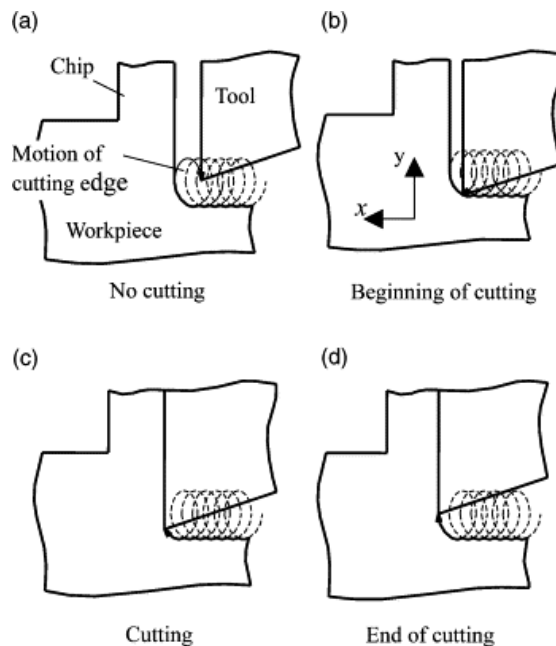 (a)
Chip
Tool
Motion of
cutting edge
Workpiece
No cutting
(b)
y
x
Beginning of cutting
(c)
Cutting
(d)
End of cutting